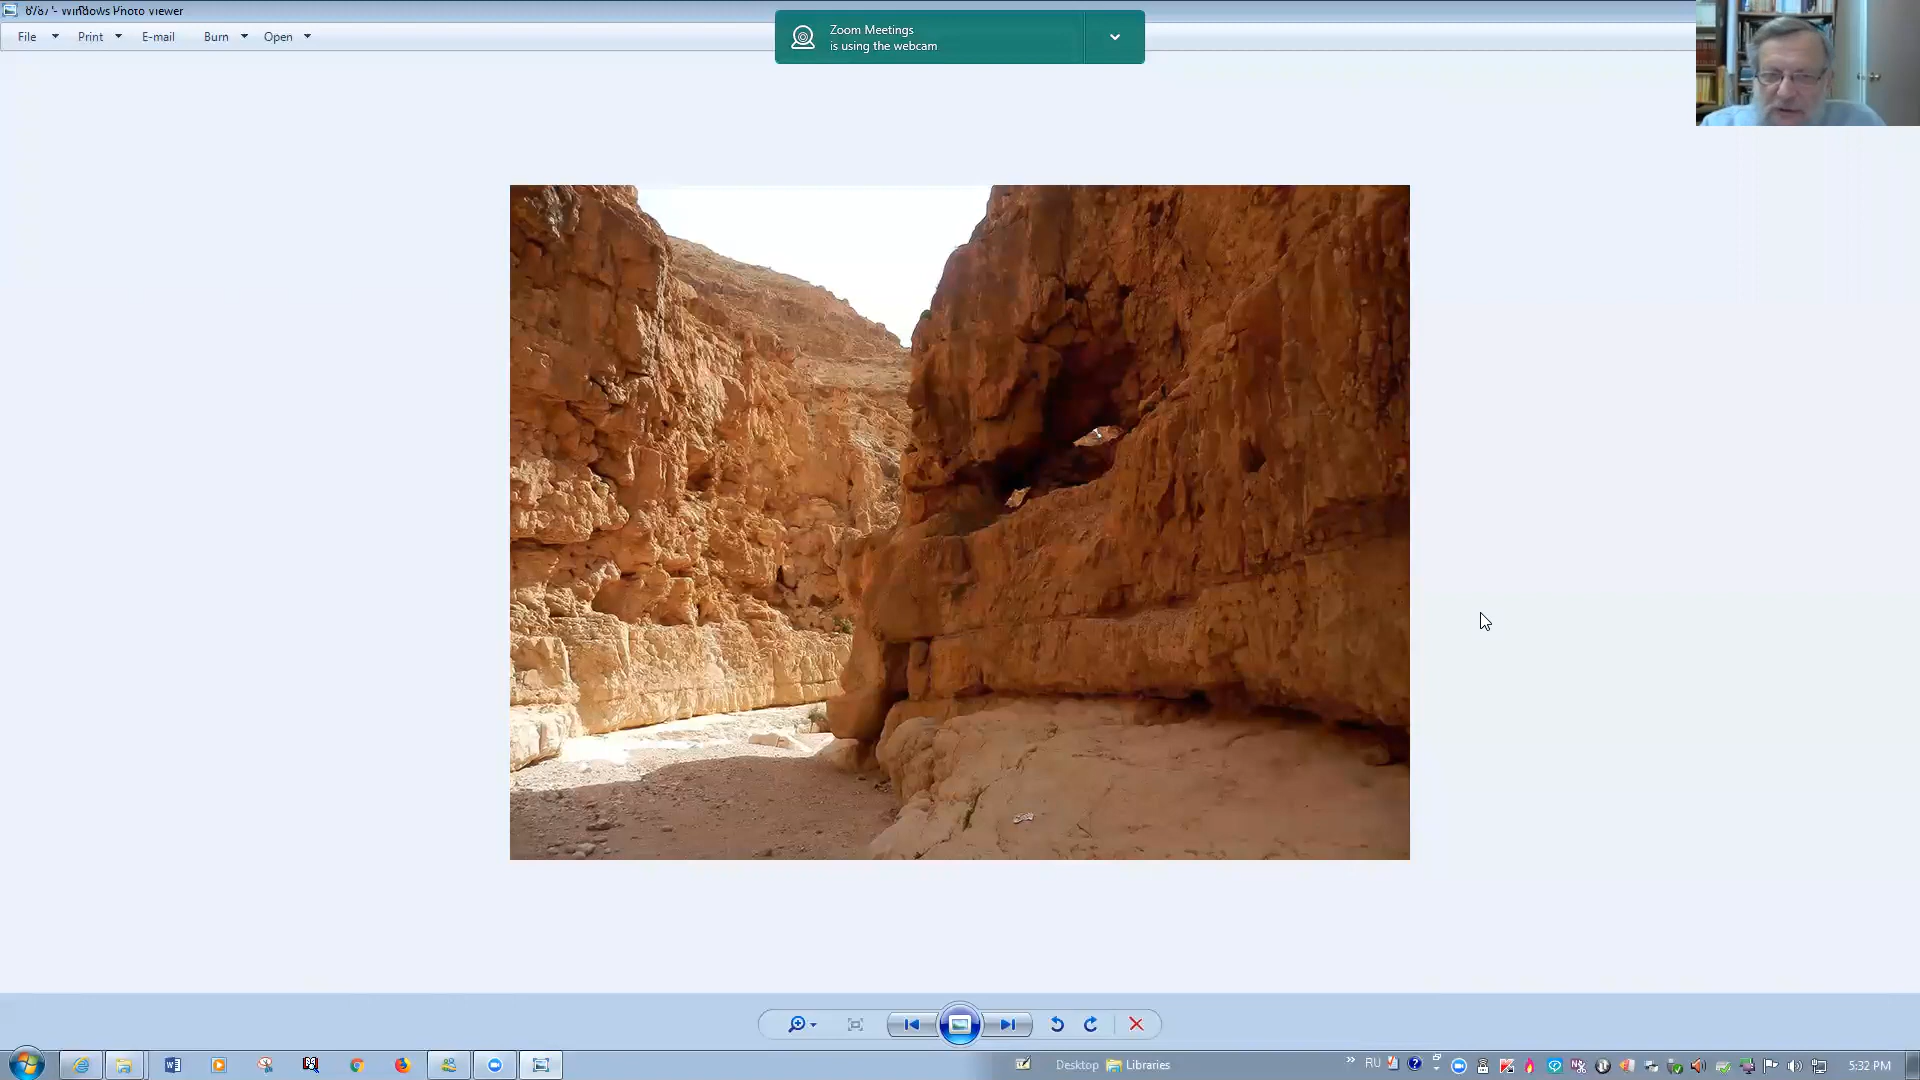 - Windows Photo Viewer
File
Print
E-mail
Burn
Open
Zoom Meetings
is using the webcam
Desktop
Libraries
RU
5:32 PM